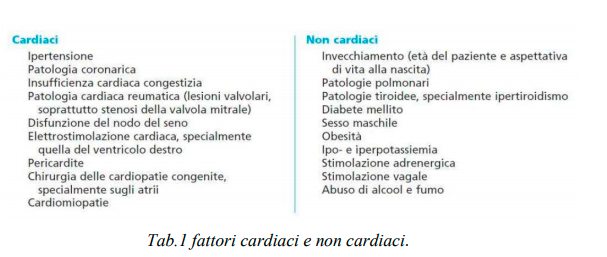 Cardiaci
Ipertensione
Patologia coronarica
Insufficienza cardiaca congestizia
Patologia cardiaca reumatica (lesioni valvolari,
soprattutto stenosi della valvola mitrale)
Disfunzione del nodo del seno
Elettrostimolazione cardiaca, specialmente
quella del ventricolo destro
Pericardite
Chirurgia delle cardiopatie congenite,
specialmente sugli atrii
Cardiomiopatie
Non cardiaci
Invecchiamento (età del paziente e aspettativa
di vita alla nascita)
Patologie polmonari
Patologie tiroidee, specialmente ipertiroidismo
Diabete mellito
Sesso maschile
Obesità
Ipo- e iperpotassiemia
Stimolazione adrenergica
Stimolazione vagale
Abuso di alcool e fumo
Tab.1 fattori cardiaci e non cardiaci.